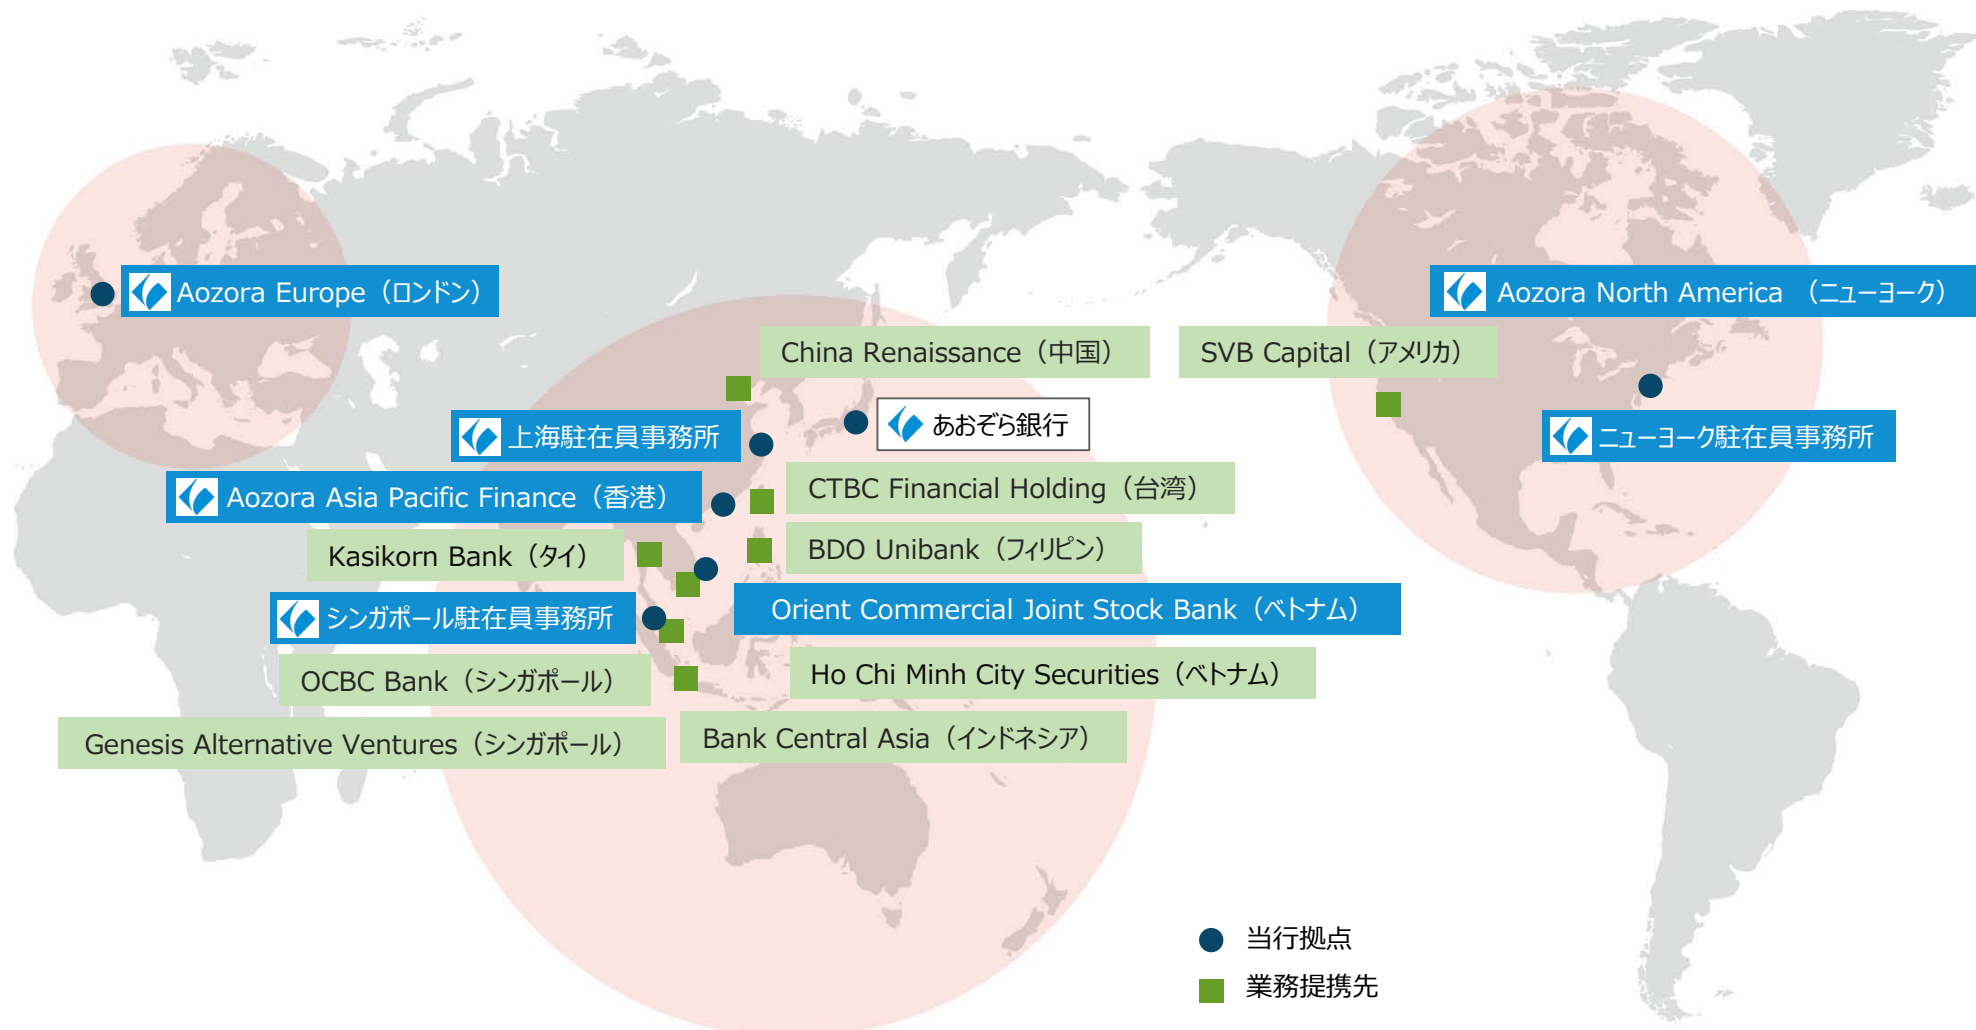 Aozora Europe（ロンドン）
Aozora North America （ニューヨーク）
China Renaissance（中国）
SVB Capital（アメリカ）
あおぞら銀行
上海駐在員事務所
ニューヨーク駐在員事務所
Aozora Asia Pacific Finance（香港）
CTBC Financial Holding（台湾）
Kasikorn Bank（タイ）
BDO Unibank（フィリピン）
シンガポール駐在員事務所
Orient Commercial Joint Stock Bank（ベトナム）
OCBC Bank（シンガポール）
Ho Chi Minh City Securities（ベトナム）
Genesis Alternative Ventures（シンガポール）
Bank Central Asia（インドネシア）
当行拠点
業務提携先